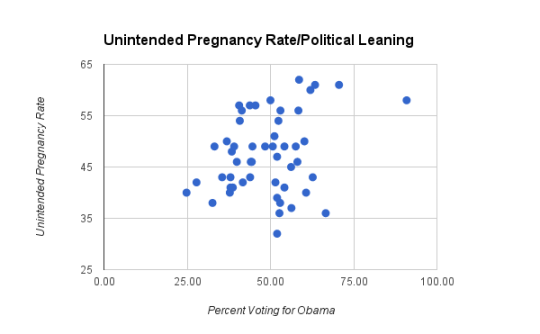 Unintended Pregnancy Rate/Political Leaning
65
55
45
35
25
Unintended Pregnancy Rate
0.00 25.00 50.00 75.00 100.00
Percent Voting for Obama